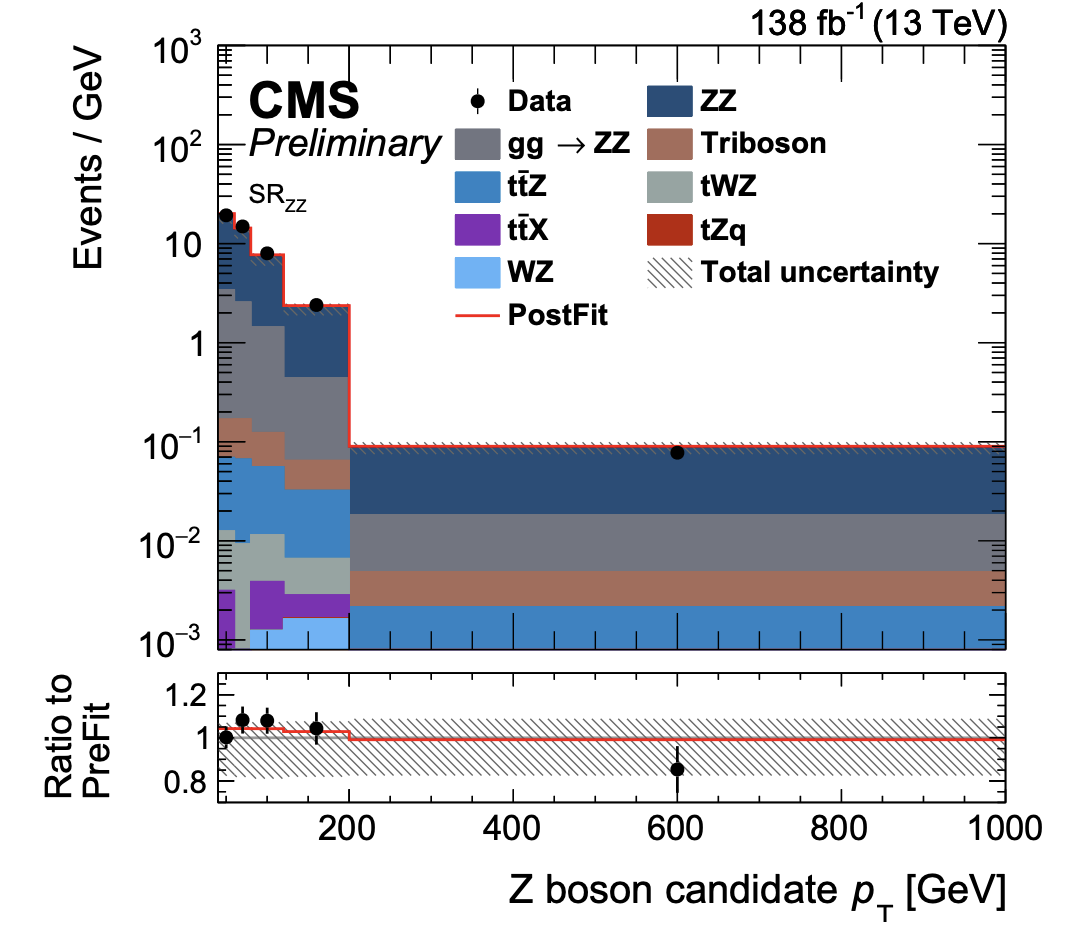 138 fb⁻¹ (13 TeV)
Events / GeV
10³
10²
10
1
10⁻¹
10⁻²
10⁻³
CMS
Preliminary
SR_ZZ
Data
ZZ
gg → ZZ
Triboson
tt̄Z
tWZ
tt̄X
tZq
WZ
Total uncertainty
PostFit
Ratio to
PreFit
1.2
1
0.8
200 400 600 800 1000
Z boson candidate p_T [GeV]